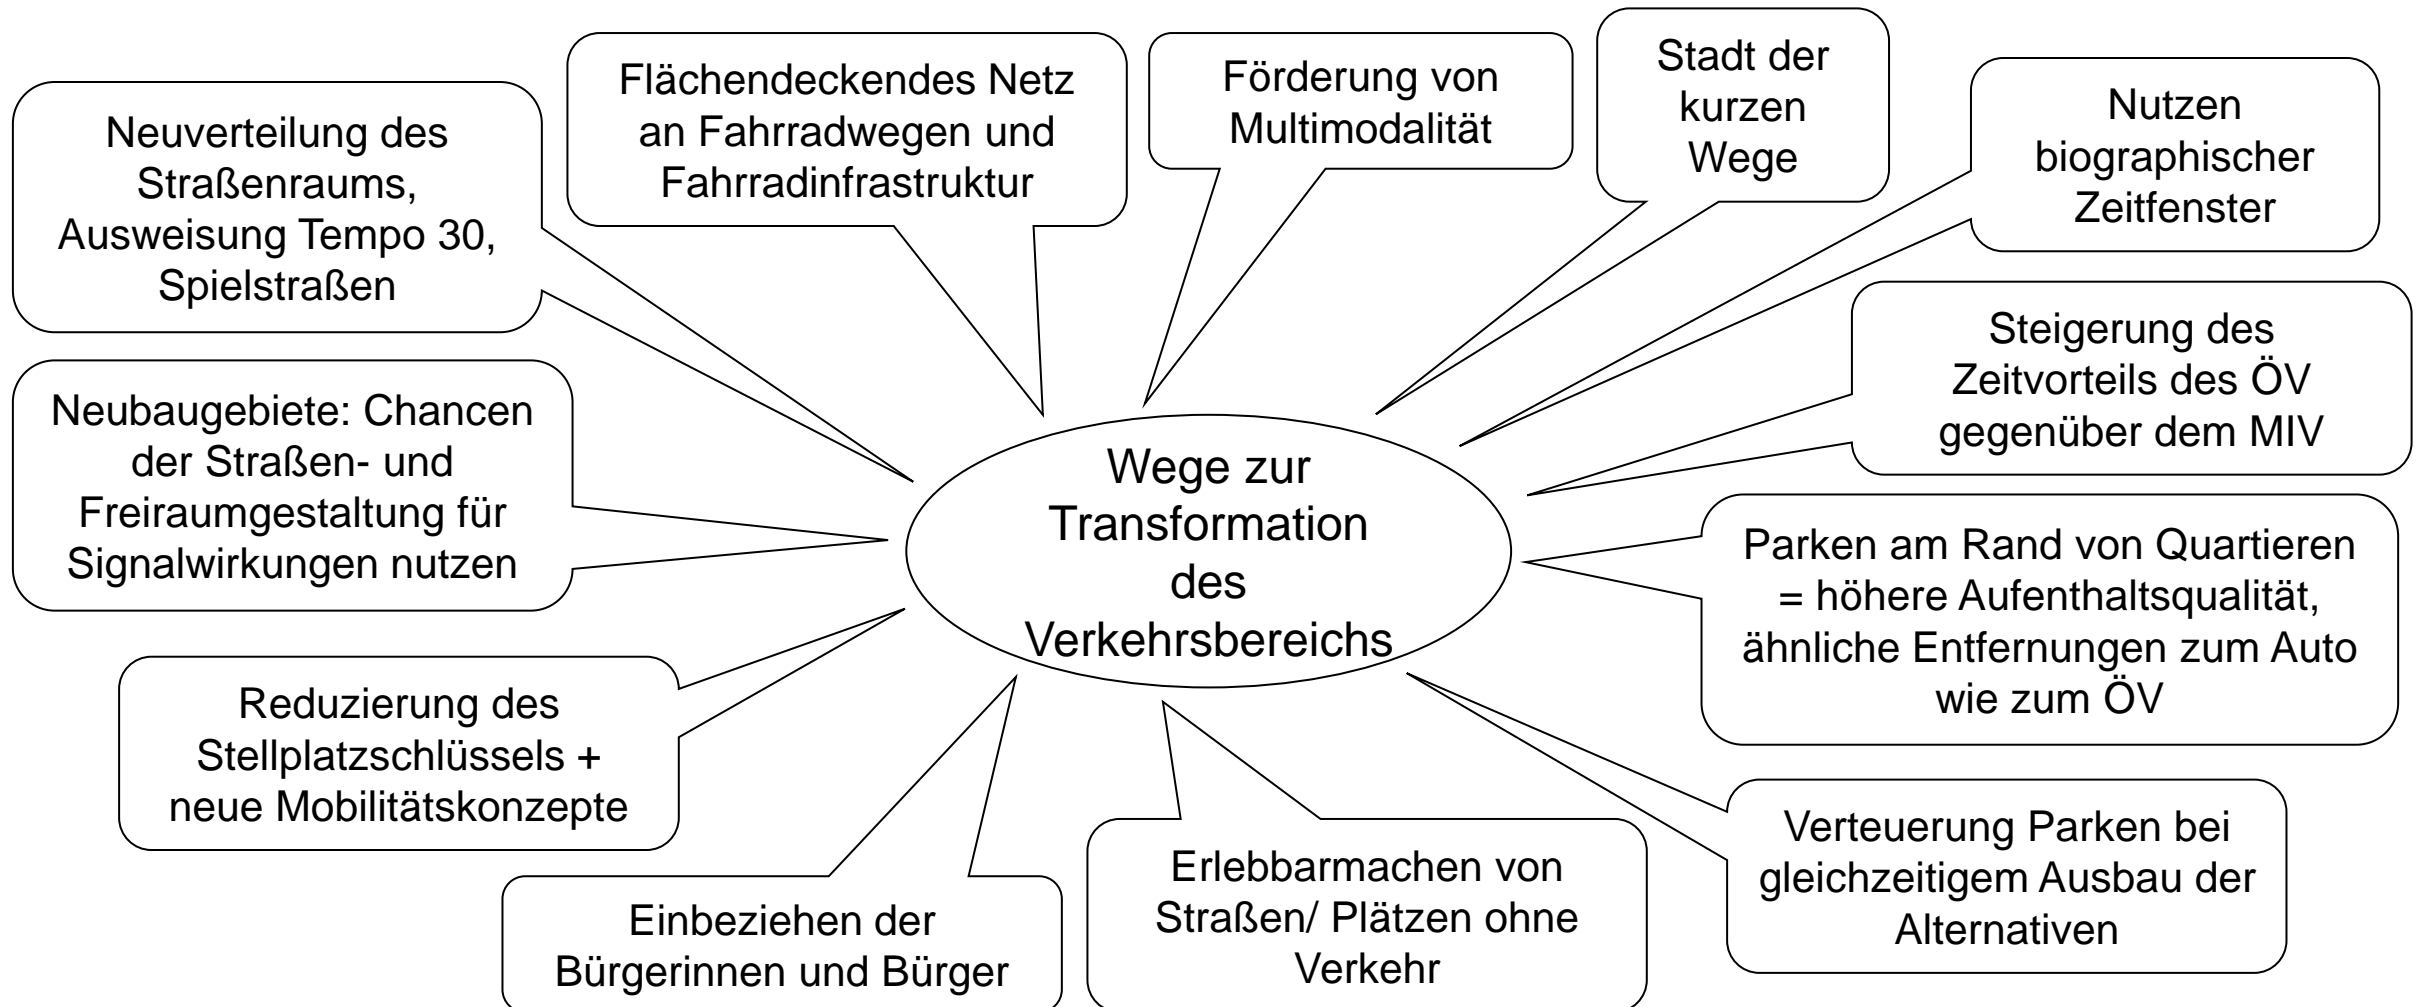 Neuverteilung des
Straßenraums,
Ausweisung Tempo 30,
Spielstraßen
Flächendeckendes Netz
an Fahrradwegen und
Fahrradinfrastruktur
Förderung von
Multimodalität
Stadt der
kurzen
Wege
Nutzen
biographischer
Zeitfenster
Steigerung des
Zeitvorteils des ÖV
gegenüber dem MIV
Neubaugebiete: Chancen
der Straßen- und
Freiraumgestaltung für
Signalwirkungen nutzen
Wege zur
Transformation
des
Verkehrsbereichs
Parken am Rand von Quartieren
= höhere Aufenthaltsqualität,
ähnliche Entfernungen zum Auto
wie zum ÖV
Reduzierung des
Stellplatzschlüssels +
neue Mobilitätskonzepte
Einbeziehen der
Bürgerinnen und Bürger
Erlebbarmachen von
Straßen/ Plätzen ohne
Verkehr
Verteuerung Parken bei
gleichzeitigem Ausbau der
Alternativen